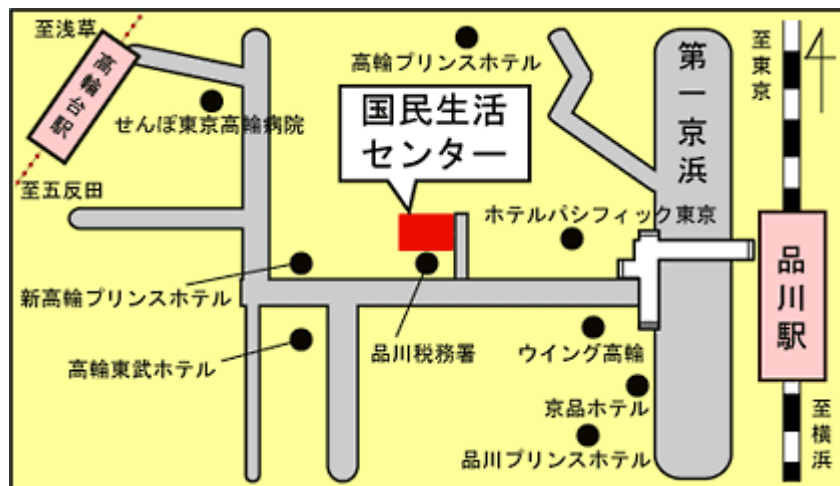 至浅草
高輪台駅
至五反田
せんぽ東京高輪病院
高輪プリンスホテル
国民生活
センター
第一京浜
至東京
ホテルパシフィック東京
品川駅
新高輪プリンスホテル
高輪東武ホテル
品川税務署
ウイング高輪
京品ホテル
品川プリンスホテル
至横浜